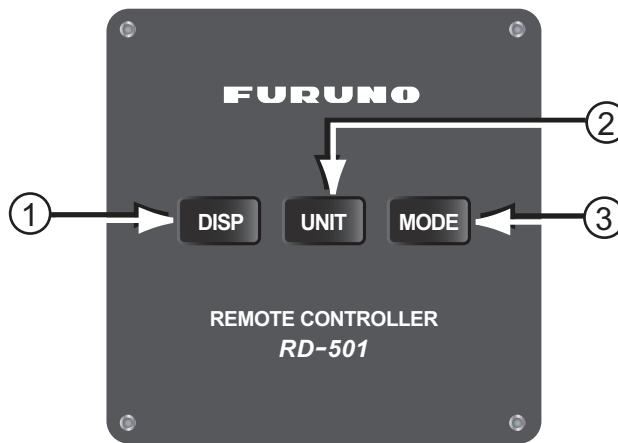 FURUNO
2
1
DISP UNIT MODE
3
REMOTE CONTROLLER
RD-501